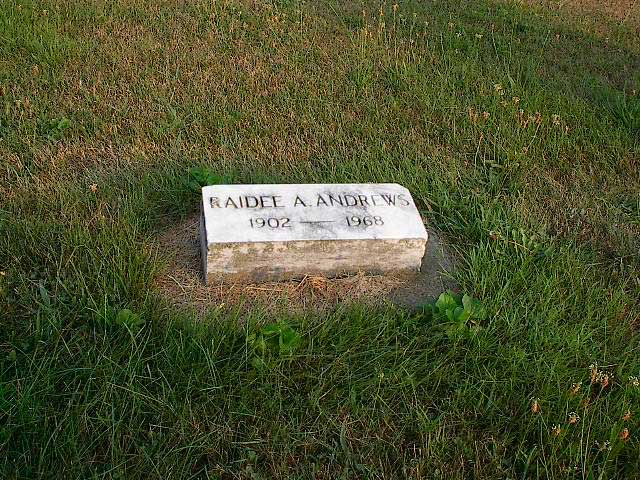 RAIDEE A. ANDREWS
1902 — 1968